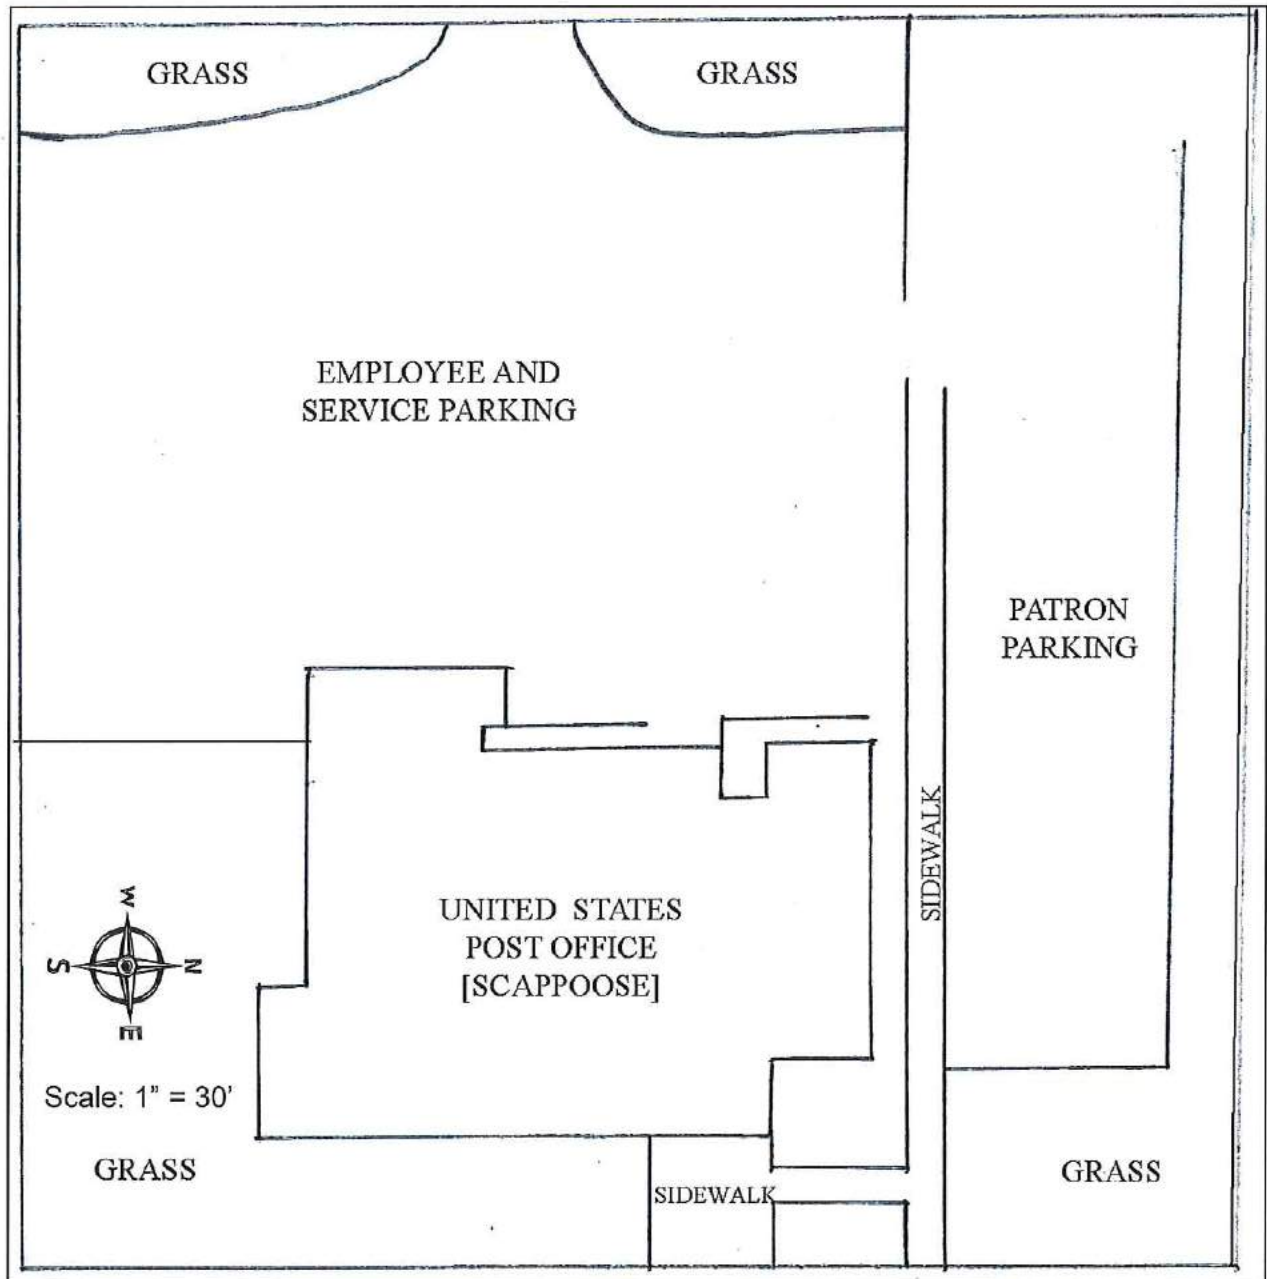 GRASS
GRASS
EMPLOYEE AND
SERVICE PARKING
PATRON
PARKING
SIDEWALK
UNITED STATES
POST OFFICE
[SCAPPOOSE]
W
S
N
E
Scale: 1” = 30’
GRASS
GRASS
SIDEWALK